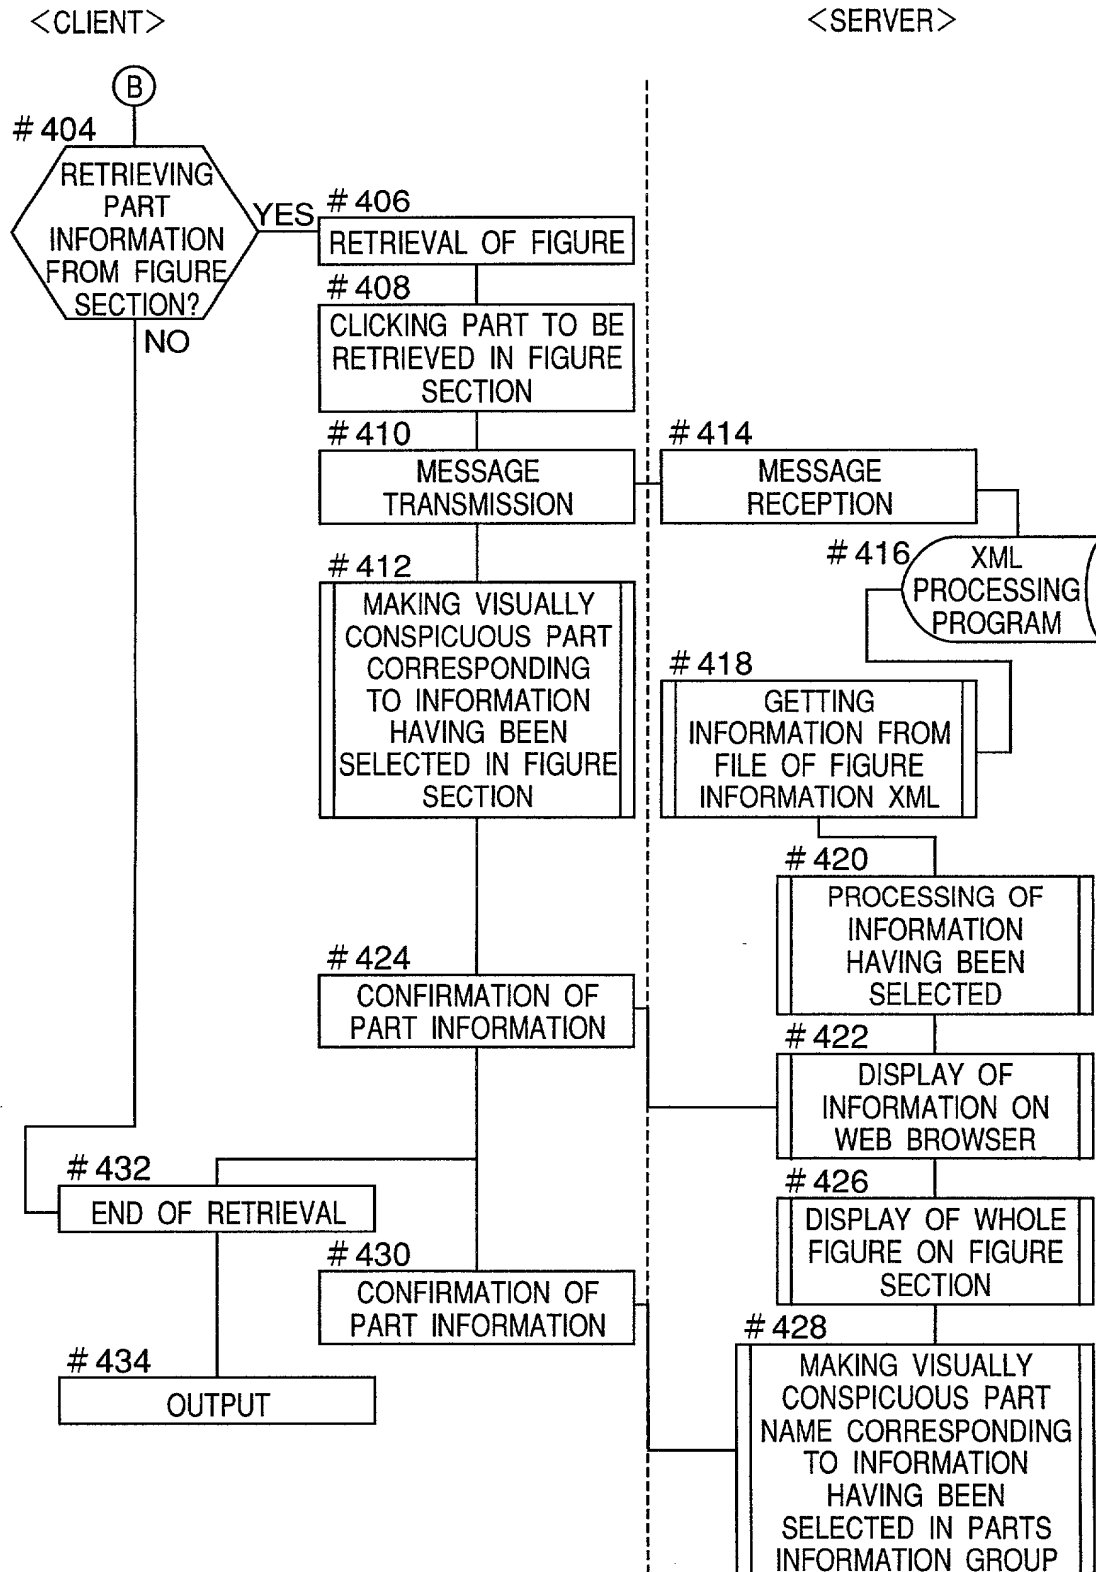 <CLIENT>
<SERVER>
B
#404
RETRIEVING
PART
INFORMATION
FROM FIGURE
SECTION?
YES
NO
#406
RETRIEVAL OF FIGURE
#408
CLICKING PART TO BE
RETRIEVED IN FIGURE
SECTION
#410
MESSAGE
TRANSMISSION
#414
MESSAGE
RECEPTION
#416
XML
PROCESSING
PROGRAM
#412
MAKING VISUALLY
CONSPICUOUS PART
CORRESPONDING
TO INFORMATION
HAVING BEEN
SELECTED IN FIGURE
SECTION
#418
GETTING
INFORMATION FROM
FILE OF FIGURE
INFORMATION XML
#420
PROCESSING OF
INFORMATION
HAVING BEEN
SELECTED
#424
CONFIRMATION OF
PART INFORMATION
#422
DISPLAY OF
INFORMATION ON
WEB BROWSER
#432
END OF RETRIEVAL
#426
DISPLAY OF WHOLE
FIGURE ON FIGURE
SECTION
#430
CONFIRMATION OF
PART INFORMATION
#428
MAKING VISUALLY
CONSPICUOUS PART
NAME CORRESPONDING
TO INFORMATION
HAVING BEEN
SELECTED IN PARTS
INFORMATION GROUP
#434
OUTPUT